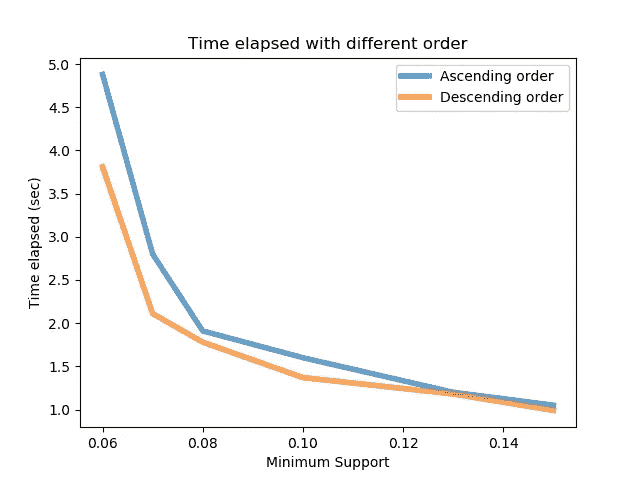 Time elapsed with different order
Ascending order
Descending order
Time elapsed (sec)
5.0
4.5
4.0
3.5
3.0
2.5
2.0
1.5
1.0
0.06 0.08 0.10 0.12 0.14
Minimum Support